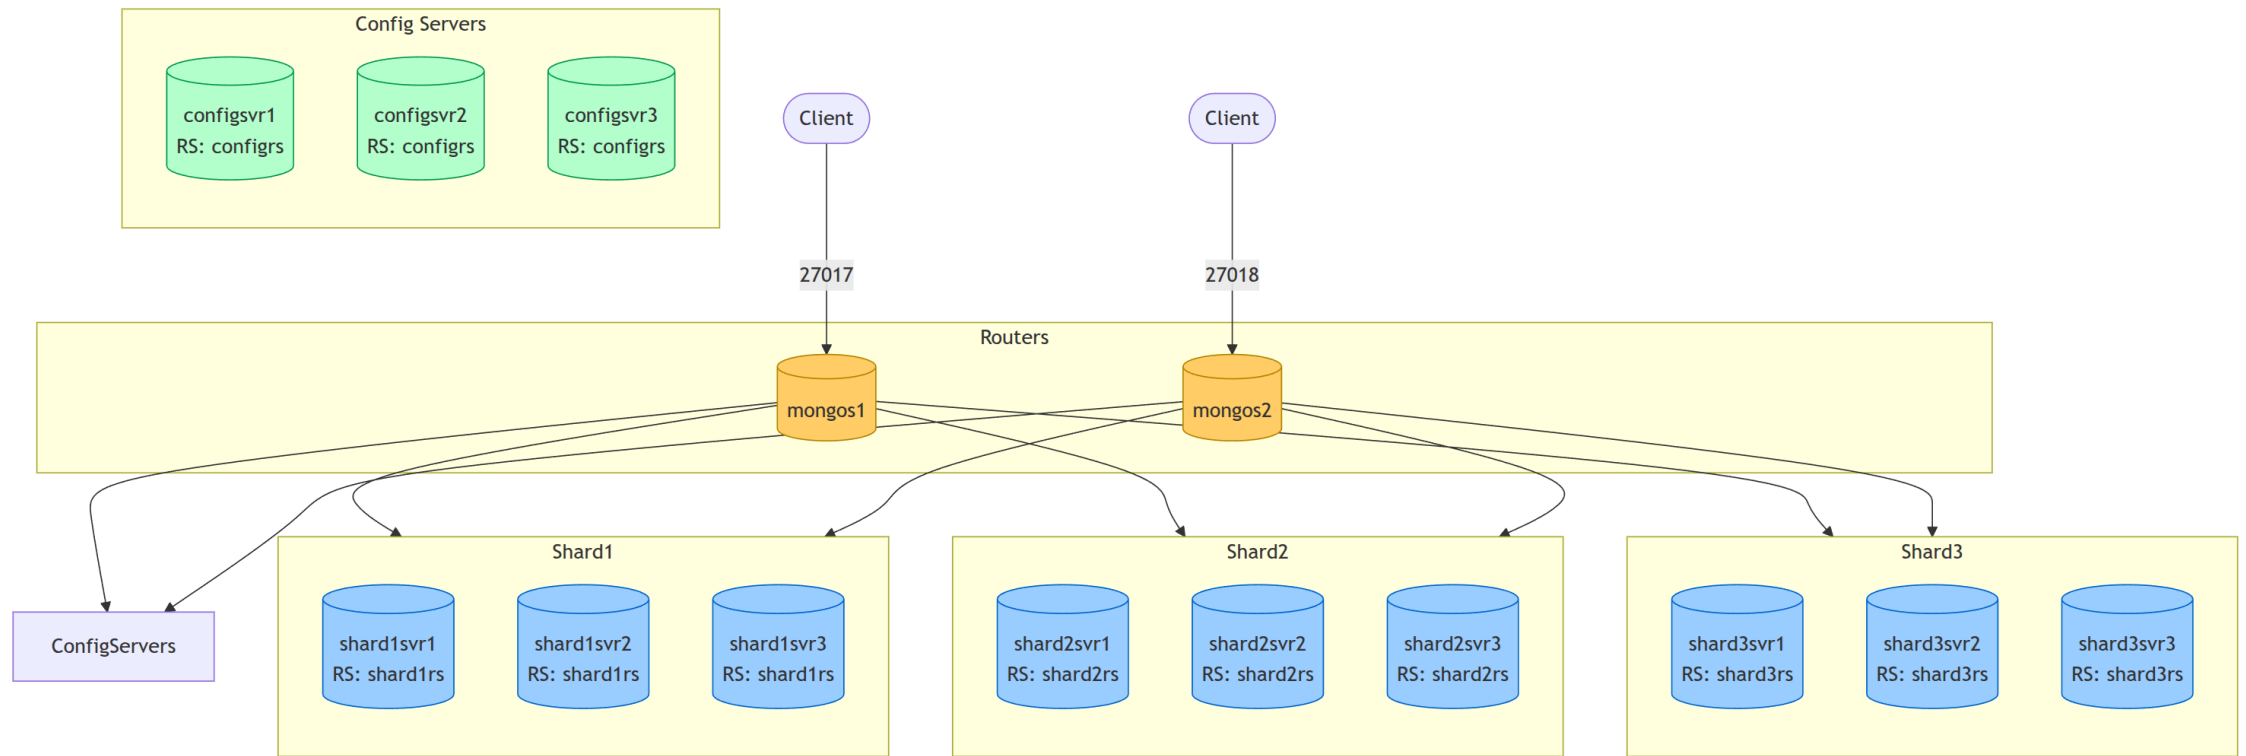 Config Servers
configsvr1
RS: configrs
configsvr2
RS: configrs
configsvr3
RS: configrs
Client
Client
27017
27018
Routers
mongos1
mongos2
ConfigServers
Shard1
shard1svr1
RS: shard1rs
shard1svr2
RS: shard1rs
shard1svr3
RS: shard1rs
Shard2
shard2svr1
RS: shard2rs
shard2svr2
RS: shard2rs
shard2svr3
RS: shard2rs
Shard3
shard3svr1
RS: shard3rs
shard3svr2
RS: shard3rs
shard3svr3
RS: shard3rs